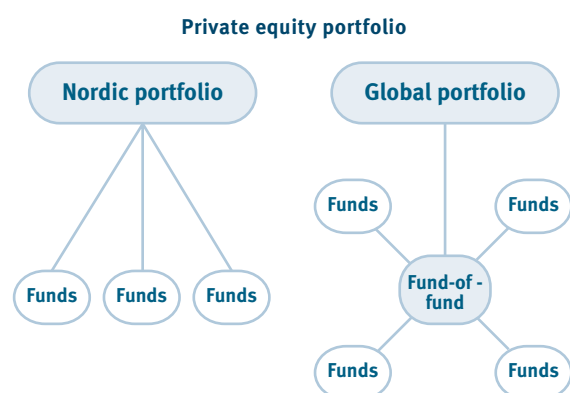 Private equity portfolio
Nordic portfolio
Global portfolio
Funds
Funds
Funds
Funds
Funds
Fund-of -
fund
Funds
Funds